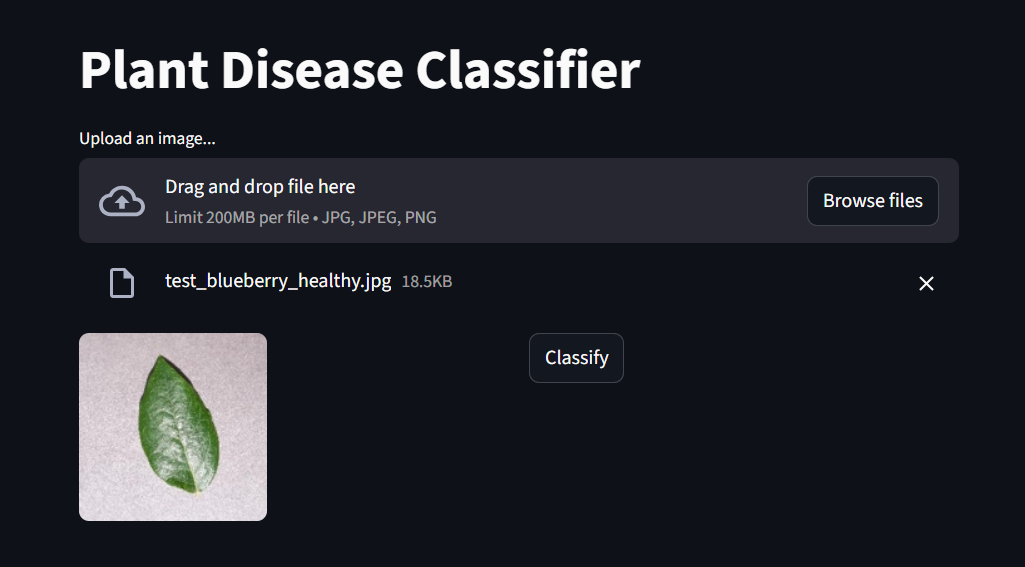 Plant Disease Classifier
Upload an image...
Drag and drop file here
Limit 200MB per file • JPG, JPEG, PNG
Browse files
test_blueberry_healthy.jpg 18.5KB
Classify